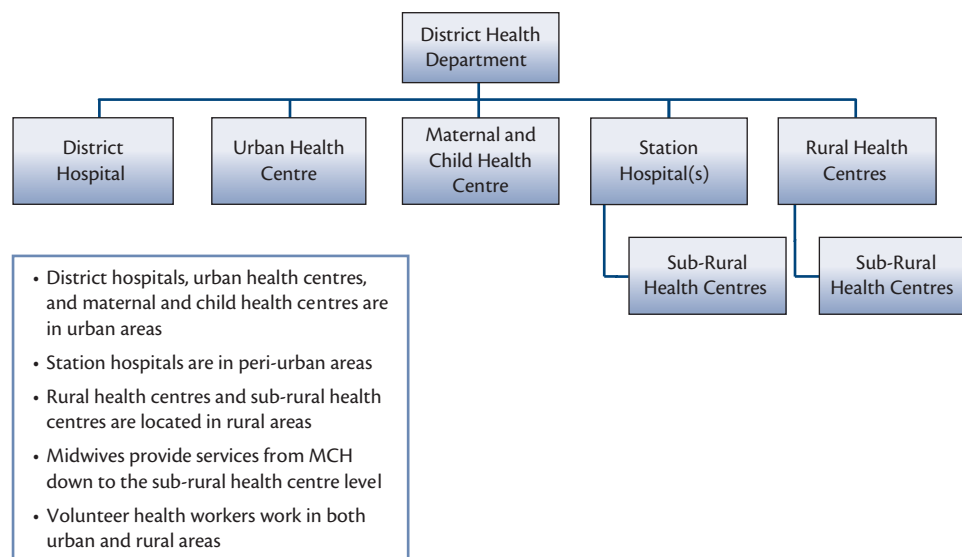 District Health
Department
District
Hospital
Urban Health
Centre
Maternal and
Child Health
Centre
Station
Hospital(s)
Rural Health
Centres
Sub-Rural
Health Centres
Sub-Rural
Health Centres
• District hospitals, urban health centres,
and maternal and child health centres are
in urban areas
• Station hospitals are in peri-urban areas
• Rural health centres and sub-rural health
centres are located in rural areas
• Midwives provide services from MCH
down to the sub-rural health centre level
• Volunteer health workers work in both
urban and rural areas